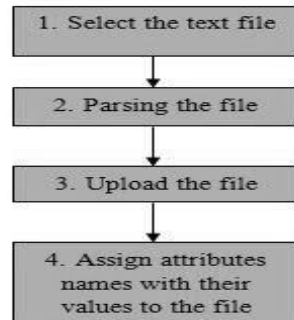 1. Select the text file
2. Parsing the file
3. Upload the file
4. Assign attributes
names with their
values to the file